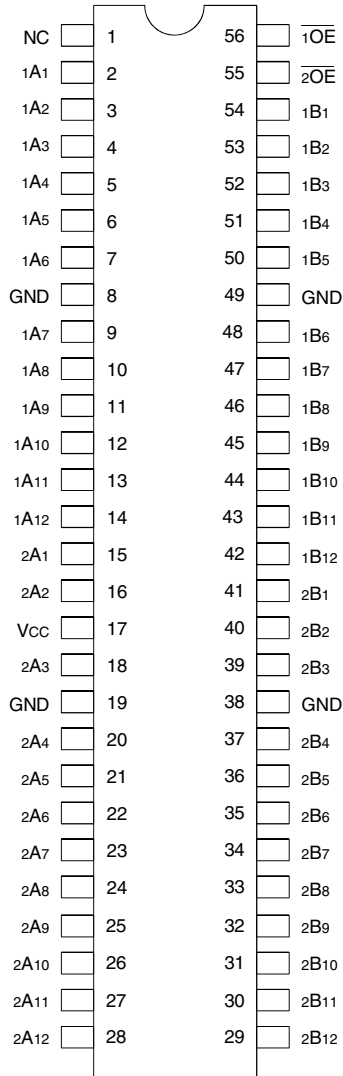 NC 1 56 1OE
1A1 2 55 2OE
1A2 3 54 1B1
1A3 4 53 1B2
1A4 5 52 1B3
1A5 6 51 1B4
1A6 7 50 1B5
GND 8 49 GND
1A7 9 48 1B6
1A8 10 47 1B7
1A9 11 46 1B8
1A10 12 45 1B9
1A11 13 44 1B10
1A12 14 43 1B11
2A1 15 42 1B12
2A2 16 41 2B1
VCC 17 40 2B2
2A3 18 39 2B3
GND 19 38 GND
2A4 20 37 2B4
2A5 21 36 2B5
2A6 22 35 2B6
2A7 23 34 2B7
2A8 24 33 2B8
2A9 25 32 2B9
2A10 26 31 2B10
2A11 27 30 2B11
2A12 28 29 2B12